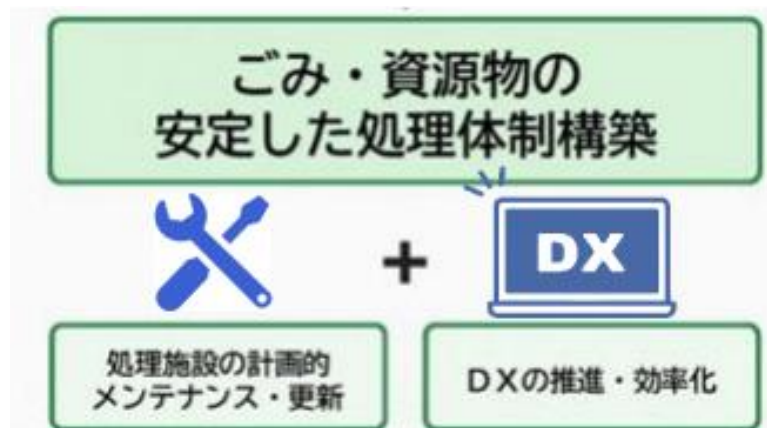 ごみ・資源物の
安定した処理体制構築
DX
処理施設の計画的
メンテナンス・更新
DXの推進・効率化